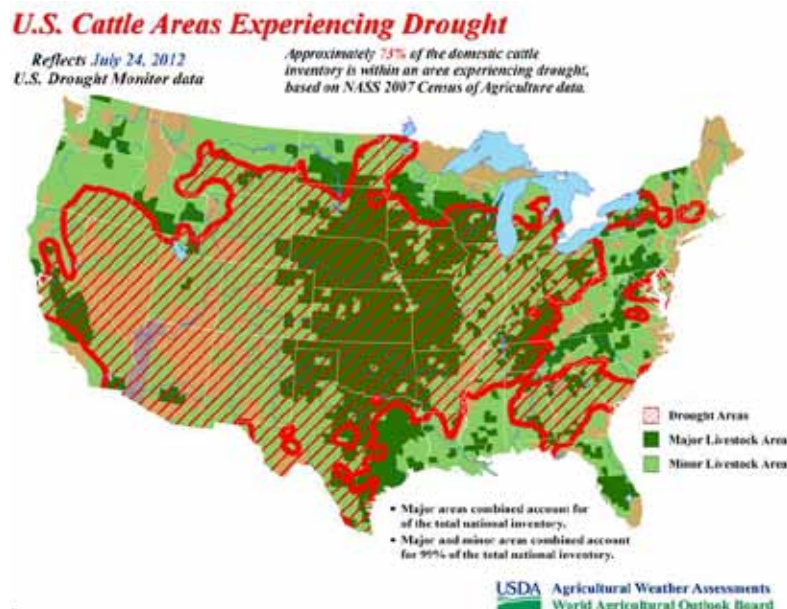 U.S. Cattle Areas Experiencing Drought
Reflects July 24, 2012
U.S. Drought Monitor data
Approximately 73% of the domestic cattle
inventory is within an area experiencing drought,
based on NASS 2007 Census of Agriculture data.
Drought Areas
Major Livestock Area
Minor Livestock Area
• Major areas combined account for
of the total national inventory.
• Major and minor areas combined account
for 99% of the total national inventory.
USDA Agricultural Weather Assessments
World Agricultural Outlook Board